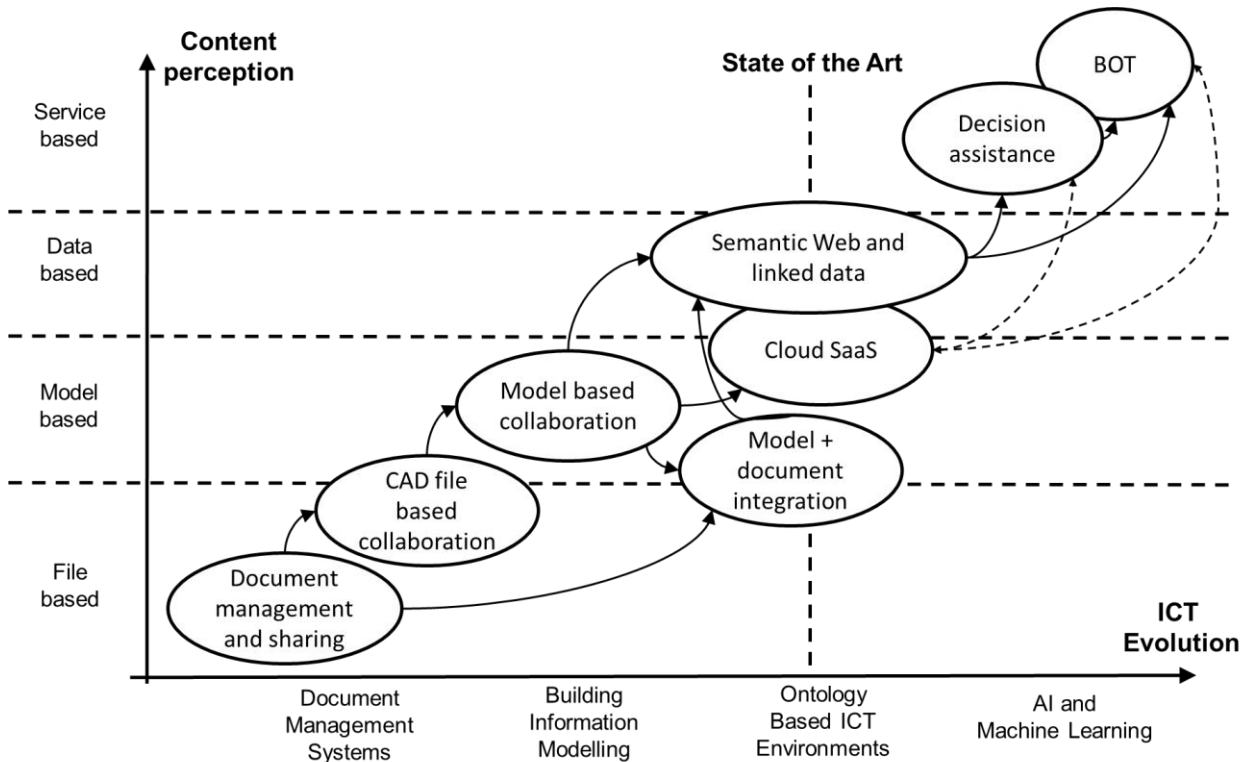 Content
perception
State of the Art
BOT
Service
based
Decision
assistance
Data
based
Semantic Web and
linked data
Cloud SaaS
Model
based
Model based
collaboration
Model +
document
integration
CAD file
based
collaboration
File
based
Document
management
and sharing
ICT
Evolution
Document
Management
Systems
Building
Information
Modelling
Ontology
Based ICT
Environments
AI and
Machine Learning